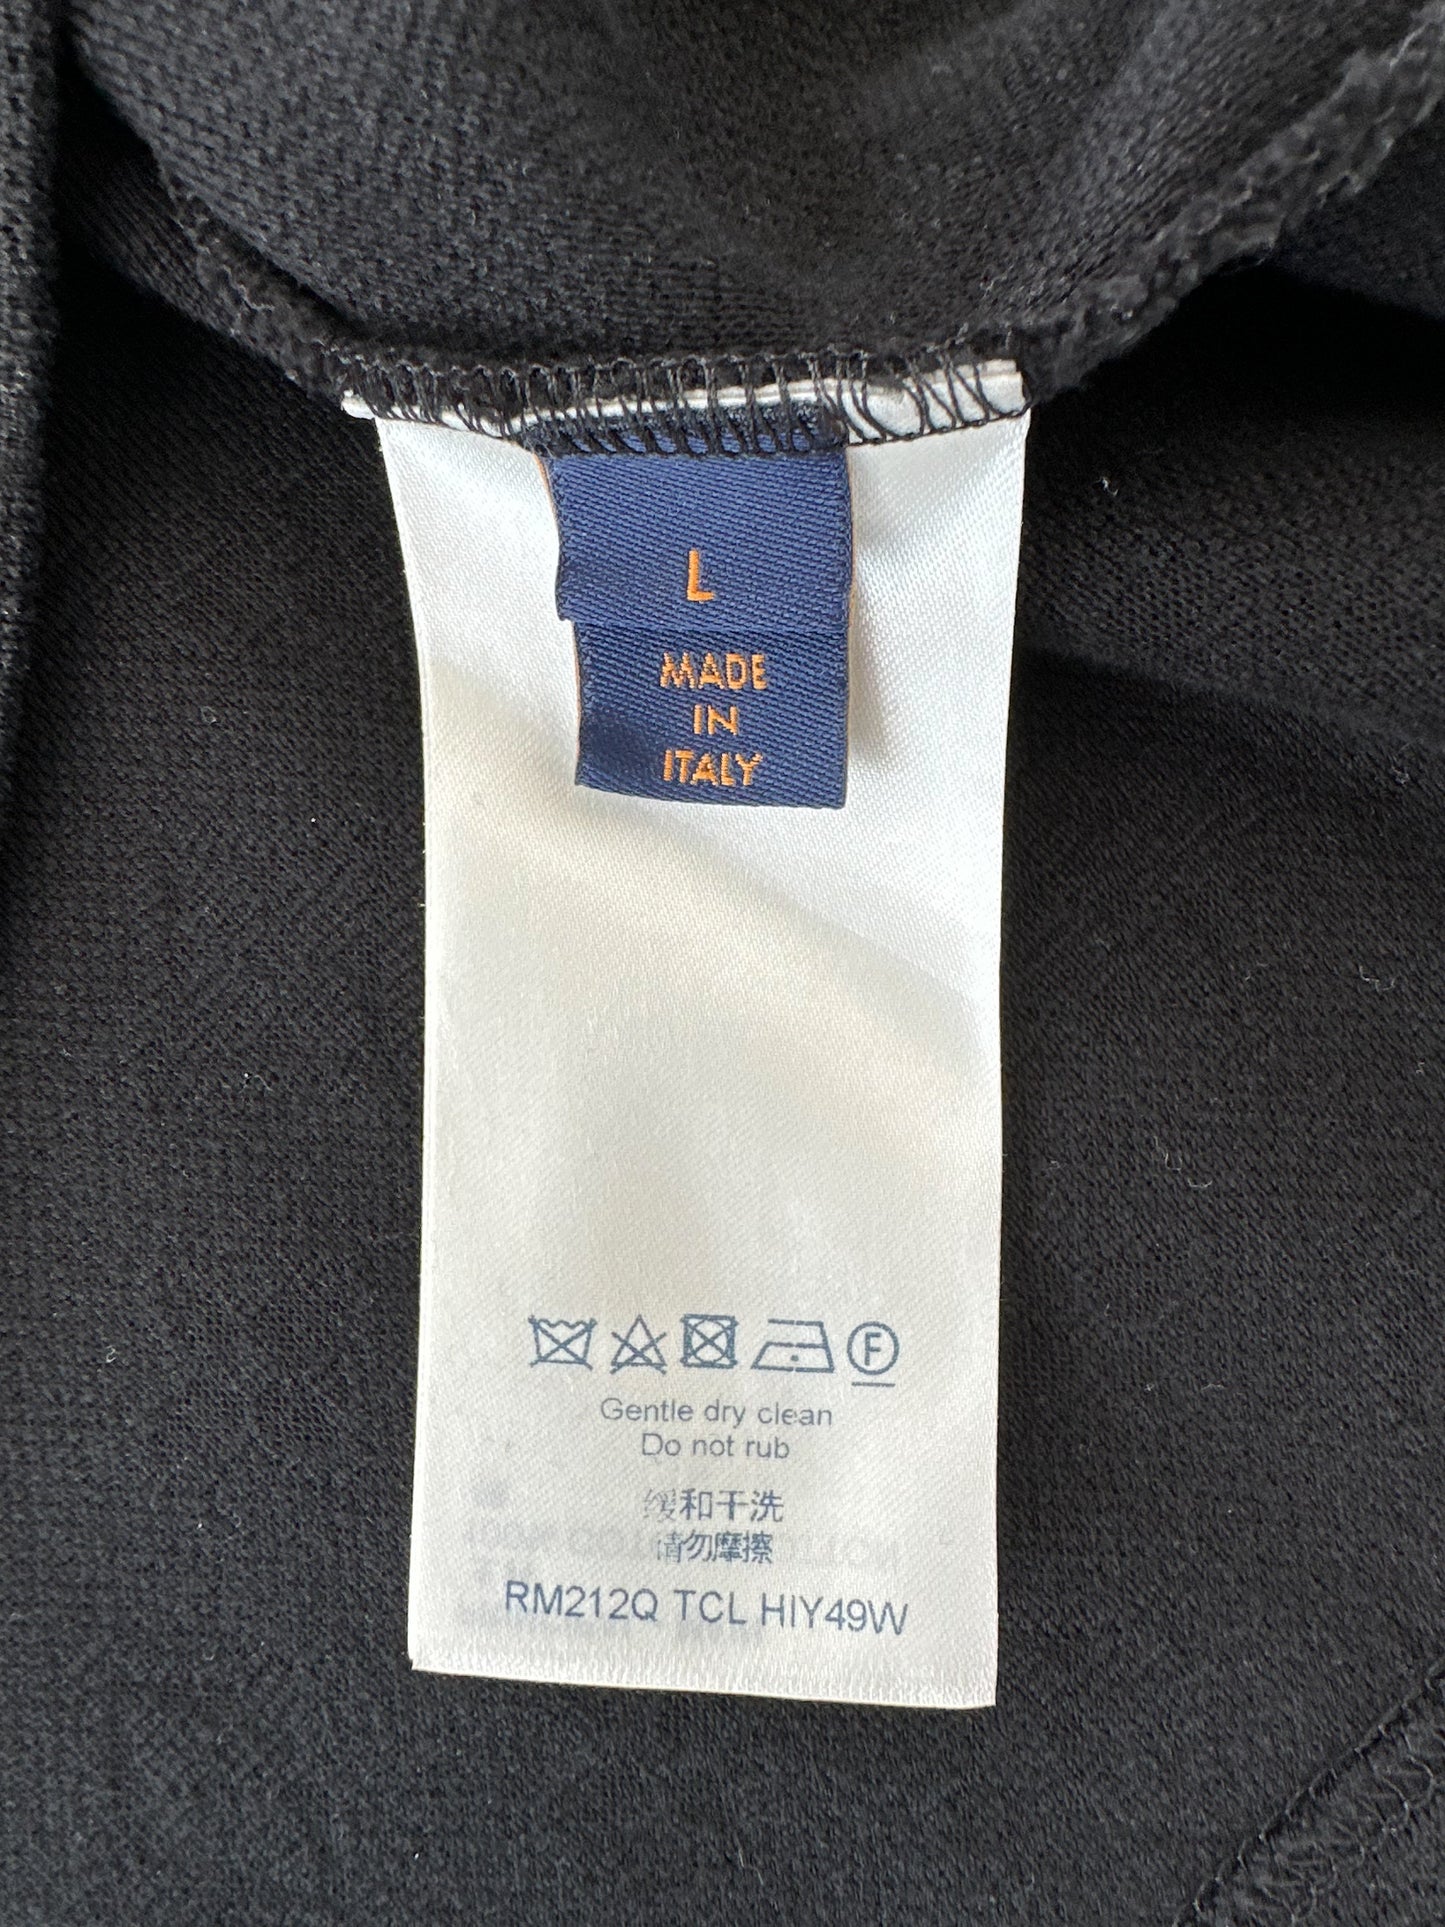 L
MADE
IN
ITALY
F
Gentle dry clean
Do not rub
缓和干洗
请勿摩擦
RM212Q TCL HIY49W